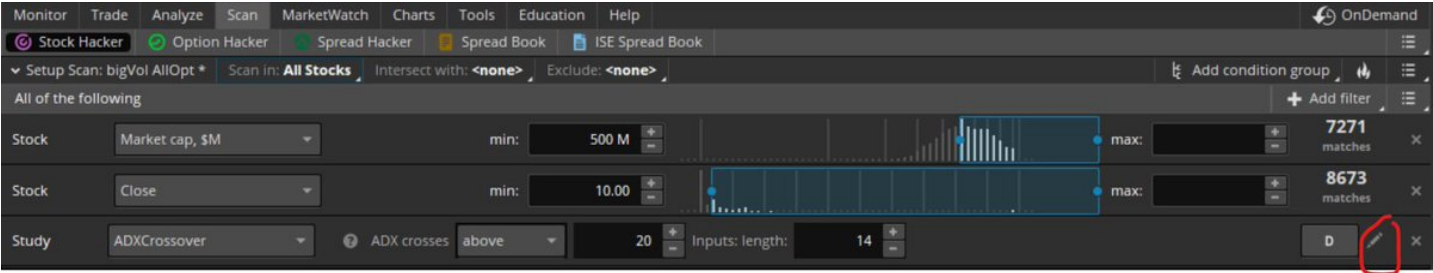 Monitor Trade Analyze Scan MarketWatch Charts Tools Education Help OnDemand
Stock Hacker Option Hacker Spread Hacker Spread Book ISE Spread Book
Setup Scan: bigVol AllOpt * Scan in: All Stocks Intersect with: <none> Exclude: <none> Add condition group
All of the following + Add filter
Stock Market cap, $M min: 500 M max: 7271
matches
Stock Close min: 10.00 max: 8673
matches
Study ADXCrossover ADX crosses above 20 Inputs: length: 14 D